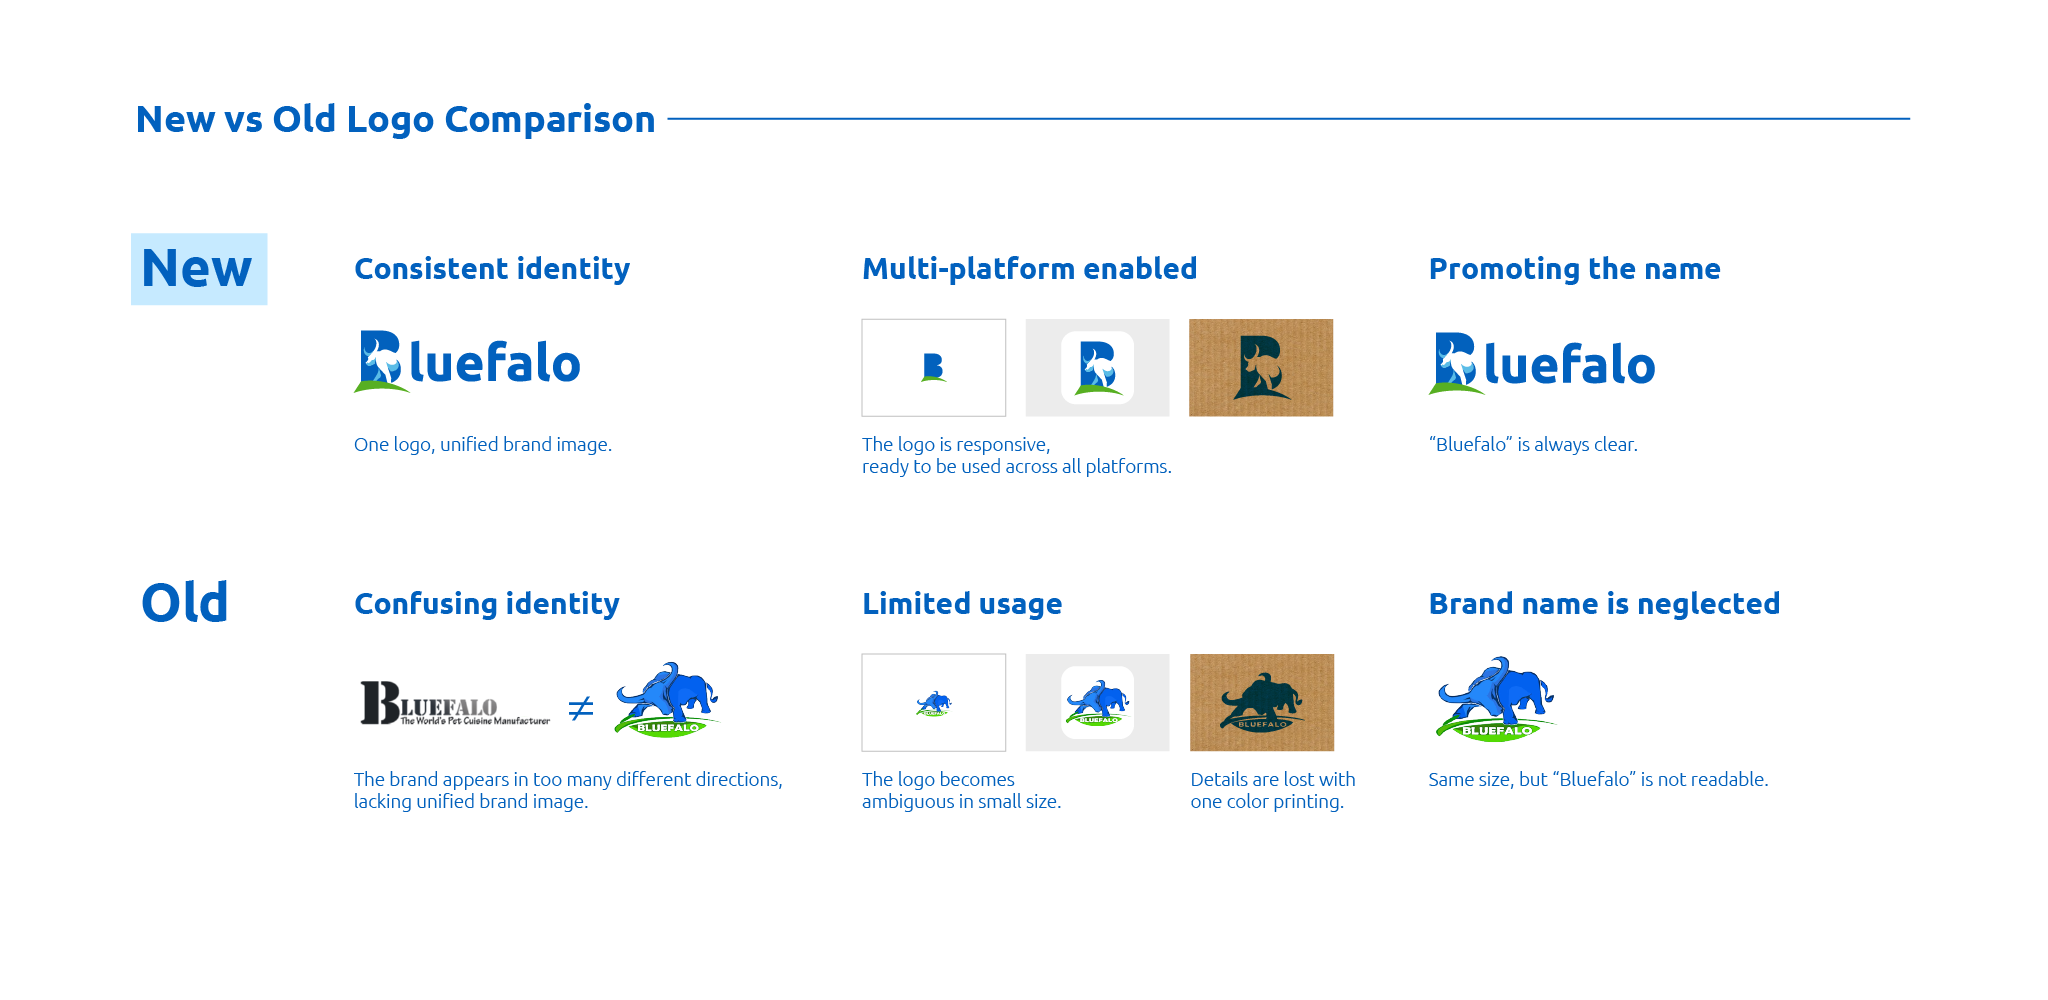 New vs Old Logo Comparison
New
Consistent identity
Multi-platform enabled
Promoting the name
Bluefalo
B
B
B
Bluefalo
One logo, unified brand image.
The logo is responsive,
ready to be used across all platforms.
“Bluefalo” is always clear.
Old
Confusing identity
Limited usage
Brand name is neglected
BLUEFALO
The World's Pet Cuisine Manufacturer
≠
BLUEFALO
BLUEFALO
BLUEFALO
BLUEFALO
The brand appears in too many different directions,
lacking unified brand image.
The logo becomes
ambiguous in small size.
Details are lost with
one color printing.
Same size, but “Bluefalo” is not readable.